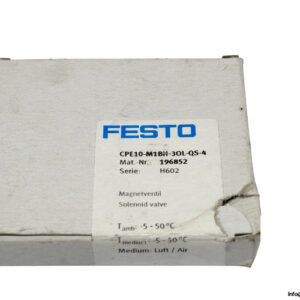 FESTO
CPE10-M1BH-3OL-QS-4
Mat.-Nr.: 196852
Serie: H602
Magnetventil
Solenoid valve
Tamb: -5 - 50 °C
Tmedium: -5 - 50 °C
Medium: Luft / Air